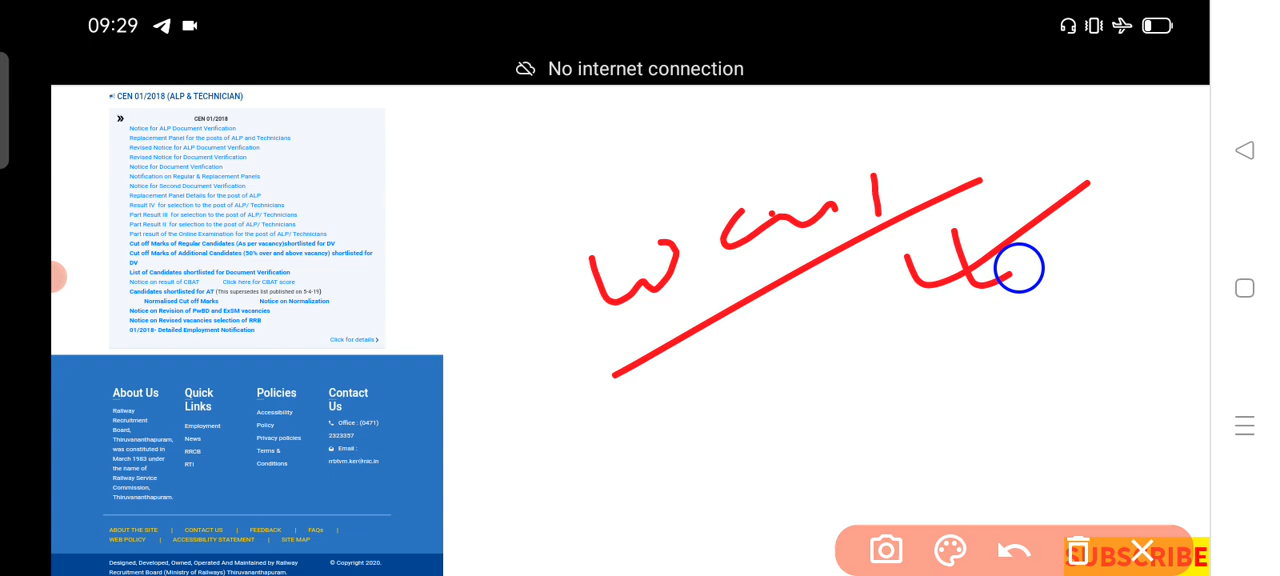 09:29
No internet connection
CEN 01/2018 (ALP & TECHNICIAN)
CEN 01/2018
Notice for ALP Document Verification
Replacement Panel for the posts of ALP and Technicians
Revised Notice for ALP Document Verification
Revised Notice for Document Verification
Notice for Document Verification
Notification on Regular & Replacement Panels
Notice for Second Document Verification
Replacement Panel Details for the post of ALP
Result IV for selection to the post of ALP/ Technicians
Part Result III for selection to the post of ALP/ Technicians
Part Result II for selection to the post of ALP/ Technicians
Part result of the Online Examination for the post of ALP/ Technicians
Cut off Marks of Regular Candidates (As per vacancy)shortlisted for DV
Cut off Marks of Additional Candidates (50% over and above vacancy) shortlisted for
DV
List of Candidates shortlisted for Document Verification
Notice on result of CBAT Click here for CBAT score
Candidates shortlisted for AT (This supersedes list published on 5-4-19)
Normalised Cut off Marks Notice on Normalization
Notice on Revision of PwBD and ExSM vacancies
Notice on Revised vacancies selection of RRB
01/2018- Detailed Employment Notification
Click for details
About Us
Railway
Recruitment
Board,
Thiruvananthapuram,
was constituted in
March 1983 under
the name of
Railway Service
Commission,
Thiruvananthapuram.
Quick
Links
Employment
News
RRCB
RTI
Policies
Accessibility
Policy
Privacy policies
Terms &
Conditions
Contact
Us
Office : (0471)
2323357
Email :
rrbtvm.ker@nic.in
ABOUT THE SITE | CONTACT US | FEEDBACK | FAQs |
WEB POLICY | ACCESSIBILITY STATEMENT | SITE MAP
Designed, Developed, Owned, Operated And Maintained by Railway
Recruitment Board (Ministry of Railways) Thiruvananthapuram.
© Copyright 2020.
SUBSCRIBE